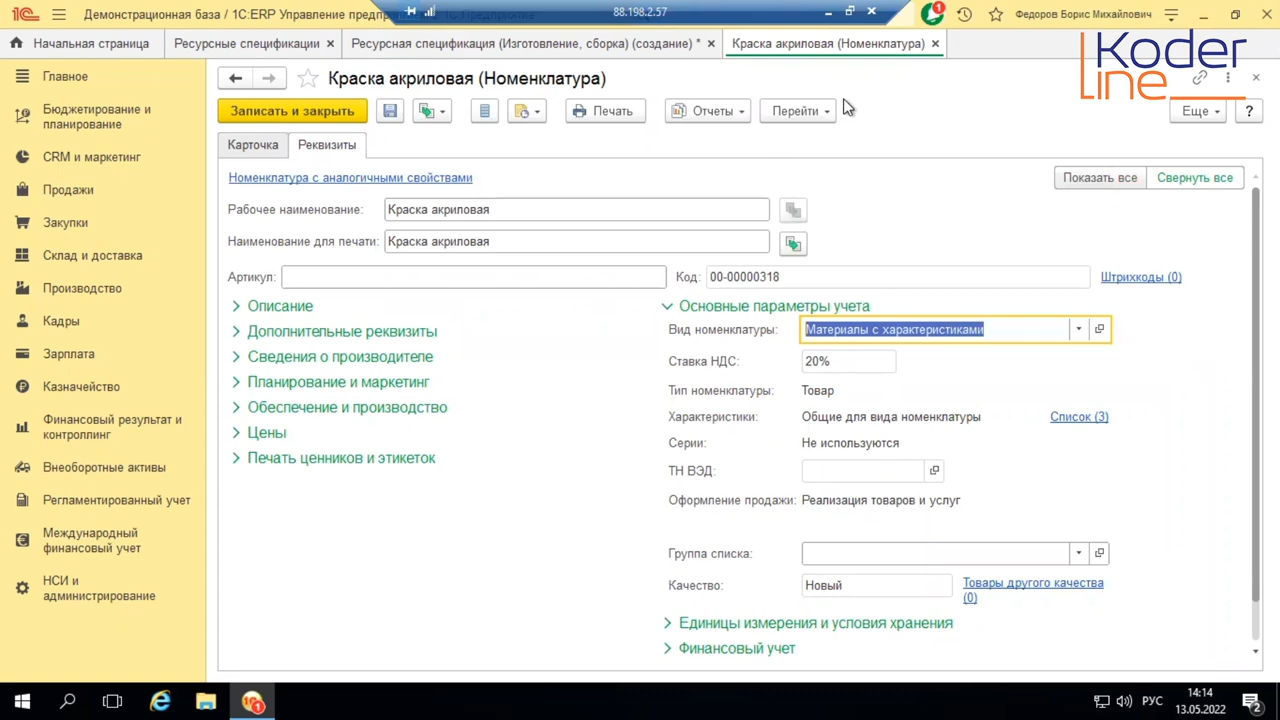 Демонстрационная база / 1С:ERP Управление предпр
1С:Предприятие
88.198.2.57
1
Федоров Борис Михайлович
Начальная страница
Ресурсные спецификации
Ресурсная спецификация (Изготовление, сборка) (создание) *
Краска акриловая (Номенклатура)
Koder
line
Главное
Бюджетирование и
планирование
CRM и маркетинг
Продажи
Закупки
Склад и доставка
Производство
Кадры
Зарплата
Казначейство
Финансовый результат и
контроллинг
Внеоборотные активы
Регламентированный учет
Международный
финансовый учет
НСИ и
администрирование
Краска акриловая (Номенклатура)
Записать и закрыть
Печать
Отчеты
Перейти
Еще
?
Карточка
Реквизиты
Номенклатура с аналогичными свойствами
Показать все
Свернуть все
Рабочее наименование:
Краска акриловая
Наименование для печати:
Краска акриловая
Артикул:
Код:
00-00000318
Штрихкоды (0)
Описание
Дополнительные реквизиты
Сведения о производителе
Планирование и маркетинг
Обеспечение и производство
Цены
Печать ценников и этикеток
Основные параметры учета
Вид номенклатуры:
Материалы с характеристиками
Ставка НДС:
20%
Тип номенклатуры:
Товар
Характеристики:
Общие для вида номенклатуры
Список (3)
Серии:
Не используются
ТН ВЭД:
Оформление продажи:
Реализация товаров и услуг
Группа списка:
Качество:
Новый
Товары другого качества
(0)
Единицы измерения и условия хранения
Финансовый учет
1
РУС
14:14
13.05.2022
2